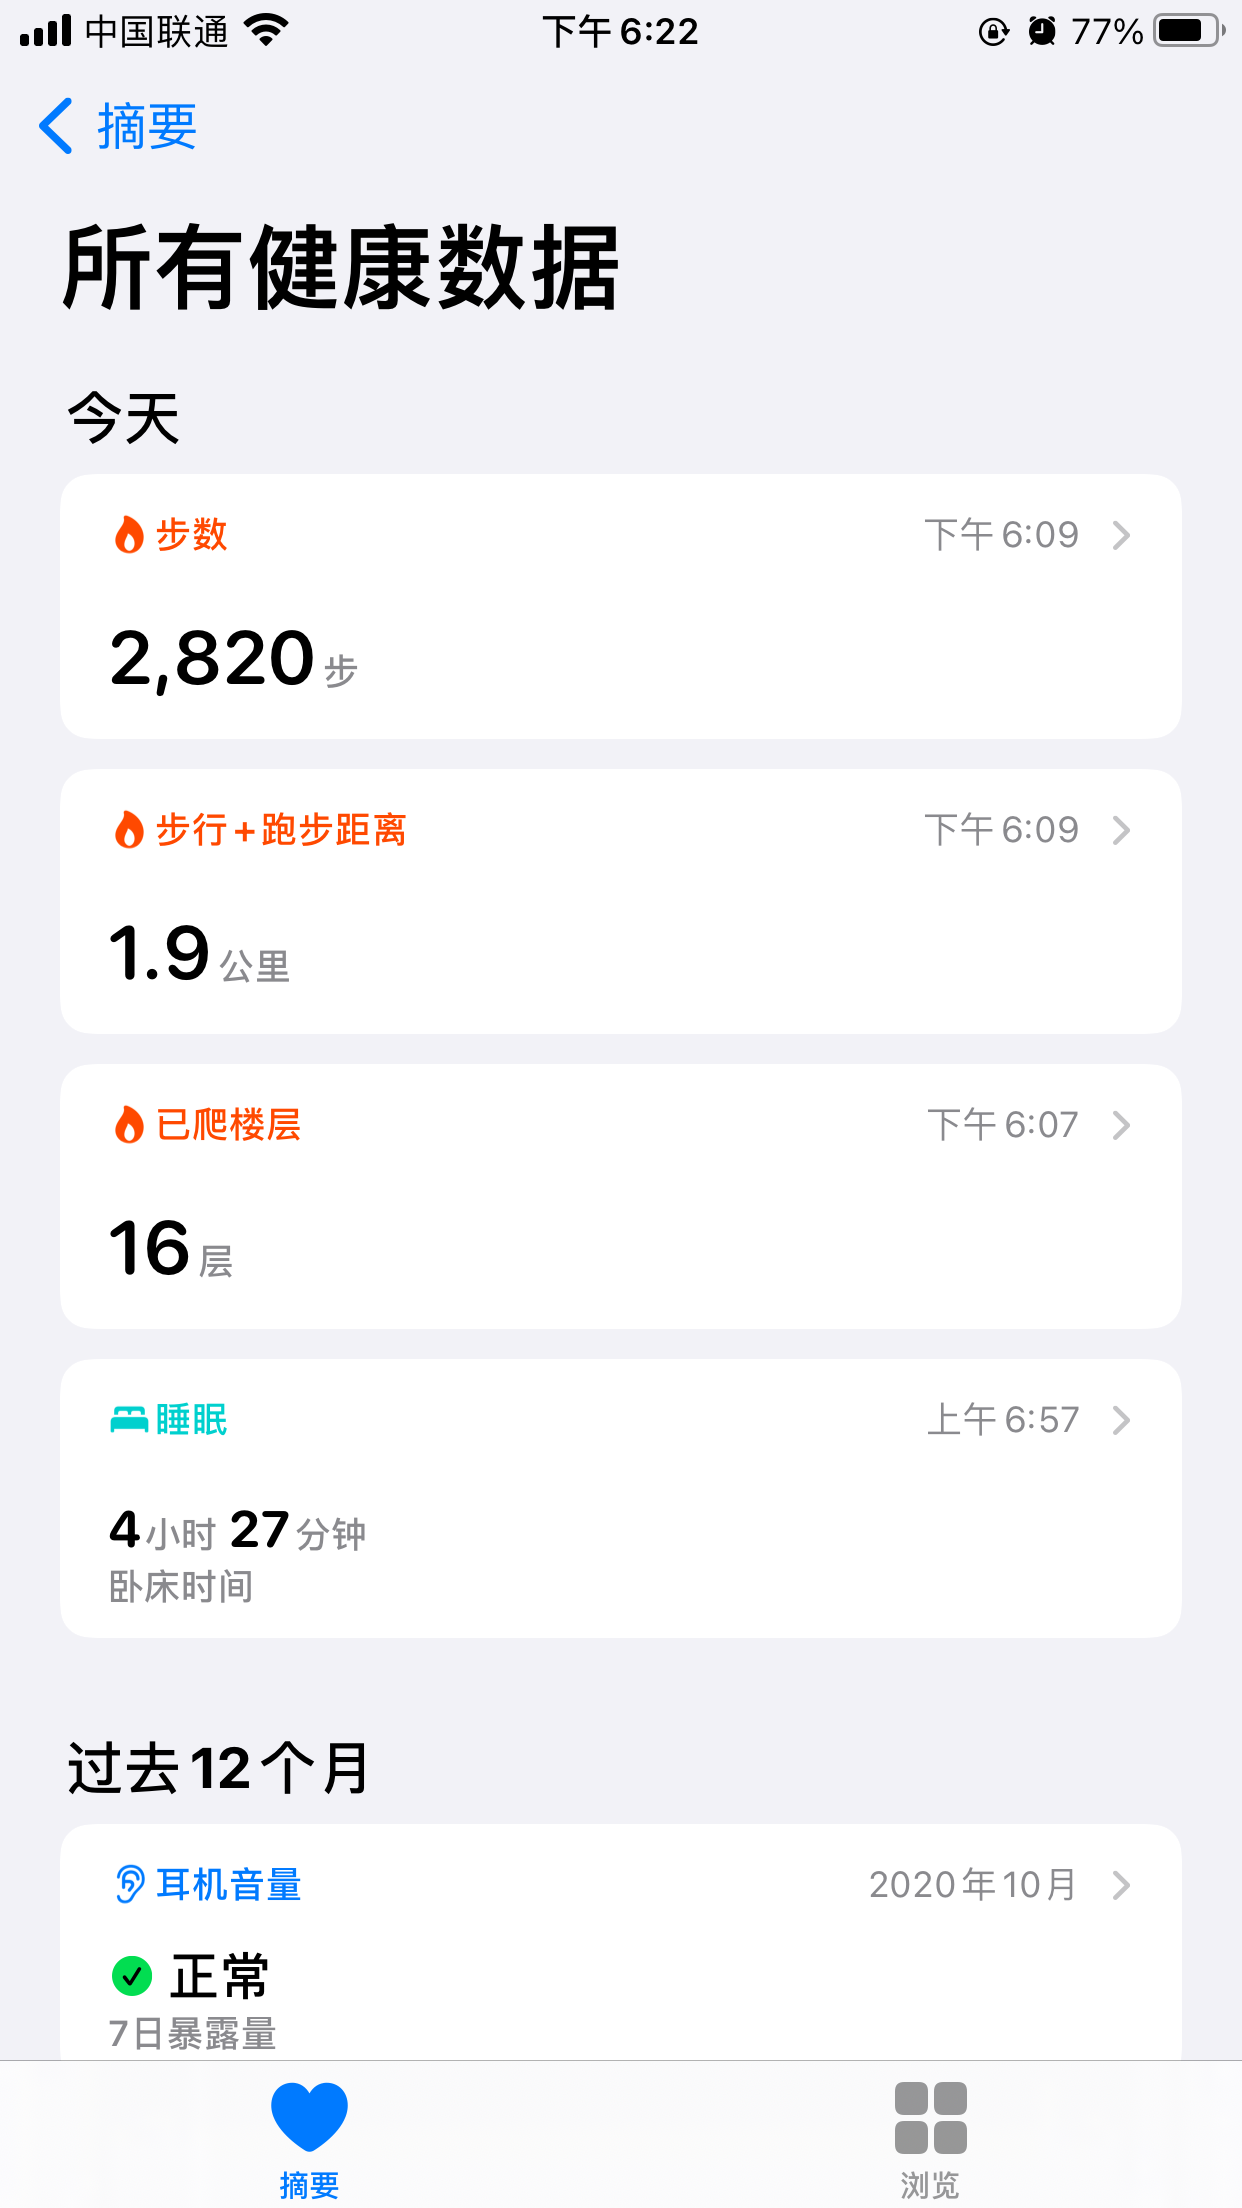 中国联通 下午 6:22 77%
摘要
所有健康数据
今天
步数 下午 6:09
2,820 步
步行+跑步距离 下午 6:09
1.9 公里
已爬楼层 下午 6:07
16 层
睡眠 上午 6:57
4小时 27分钟
卧床时间
过去12个月
耳机音量 2020年10月
正常
7日暴露量
摘要 浏览